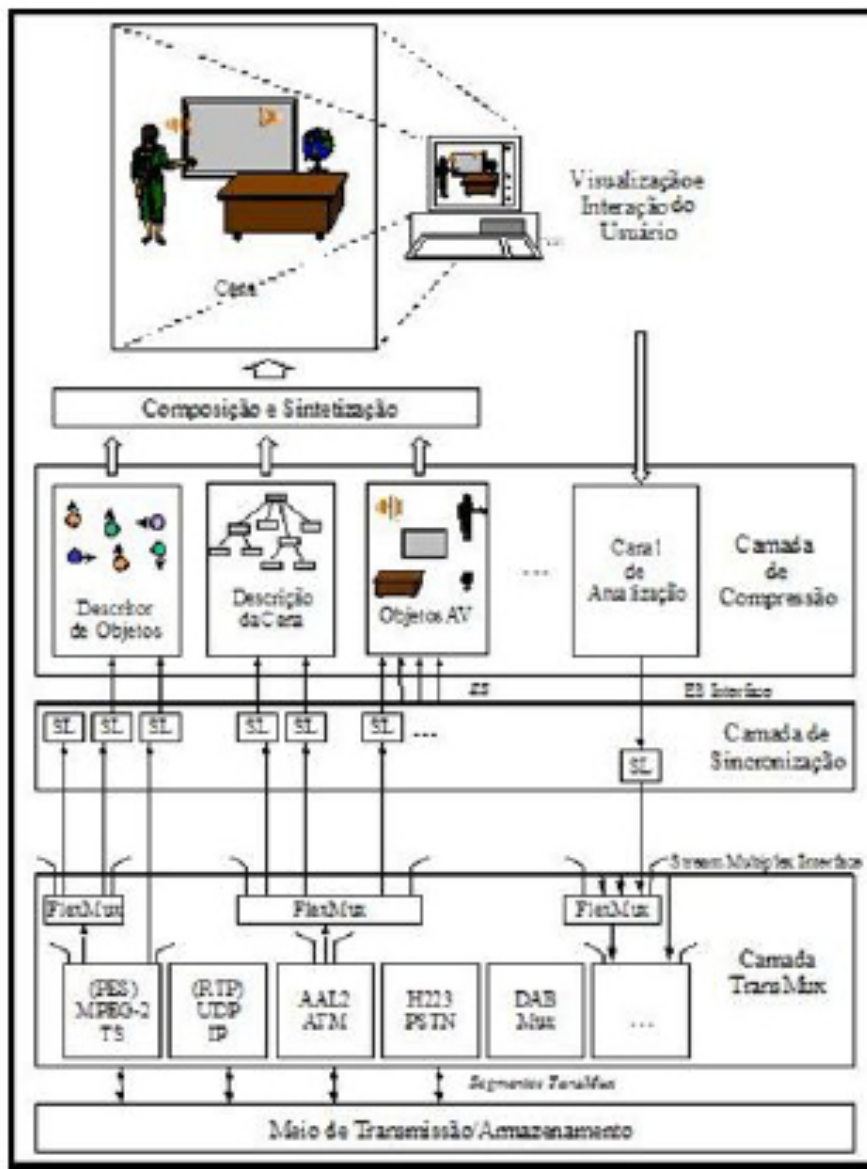 Visualização e
Interação do
Usuário
Cena
Composição e Sintetização
Descritor
de Objetos
Descrição
da Cena
Objetos AV
...
Canal
de
Atualização
Camada
de
Compressão
ES
ES Interface
SL
SL
SL
SL
SL
SL
...
SL
Camada de
Sincronização
Stream Multiplex Interface
FlexMux
FlexMux
FlexMux
(PES)
MPEG-2
TS
(RTP)
UDP
IP
AAL2
ATM
H223
PSTN
DAB
Mux
...
Camada
TransMux
Segmentos TransMux
Meio de Transmissão/Armazenamento